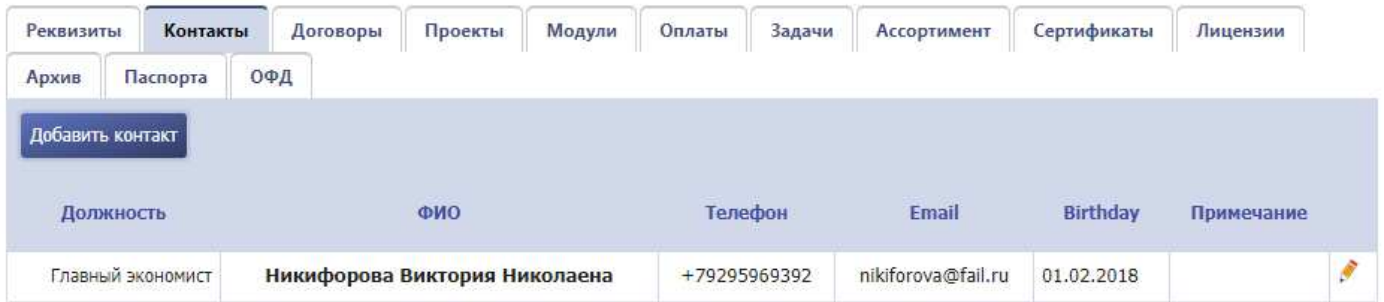 Реквизиты Контакты Договоры Проекты Модули Оплаты Задачи Ассортимент Сертификаты Лицензии
Архив Паспорта ОФД
Добавить контакт
Должность ФИО Телефон Email Birthday Примечание
Главный экономист Никифорова Виктория Николаена +79295969392 nikiforova@fail.ru 01.02.2018